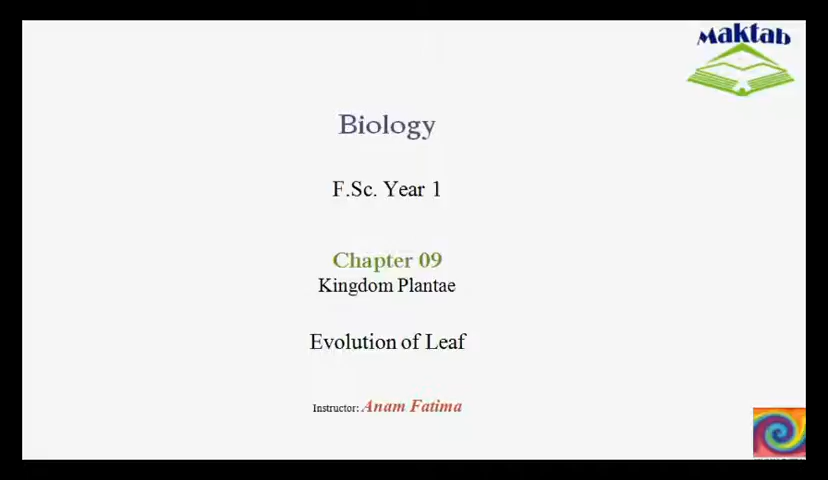 Maktab
Biology
F.Sc. Year 1
Chapter 09
Kingdom Plantae
Evolution of Leaf
Instructor: Anam Fatima